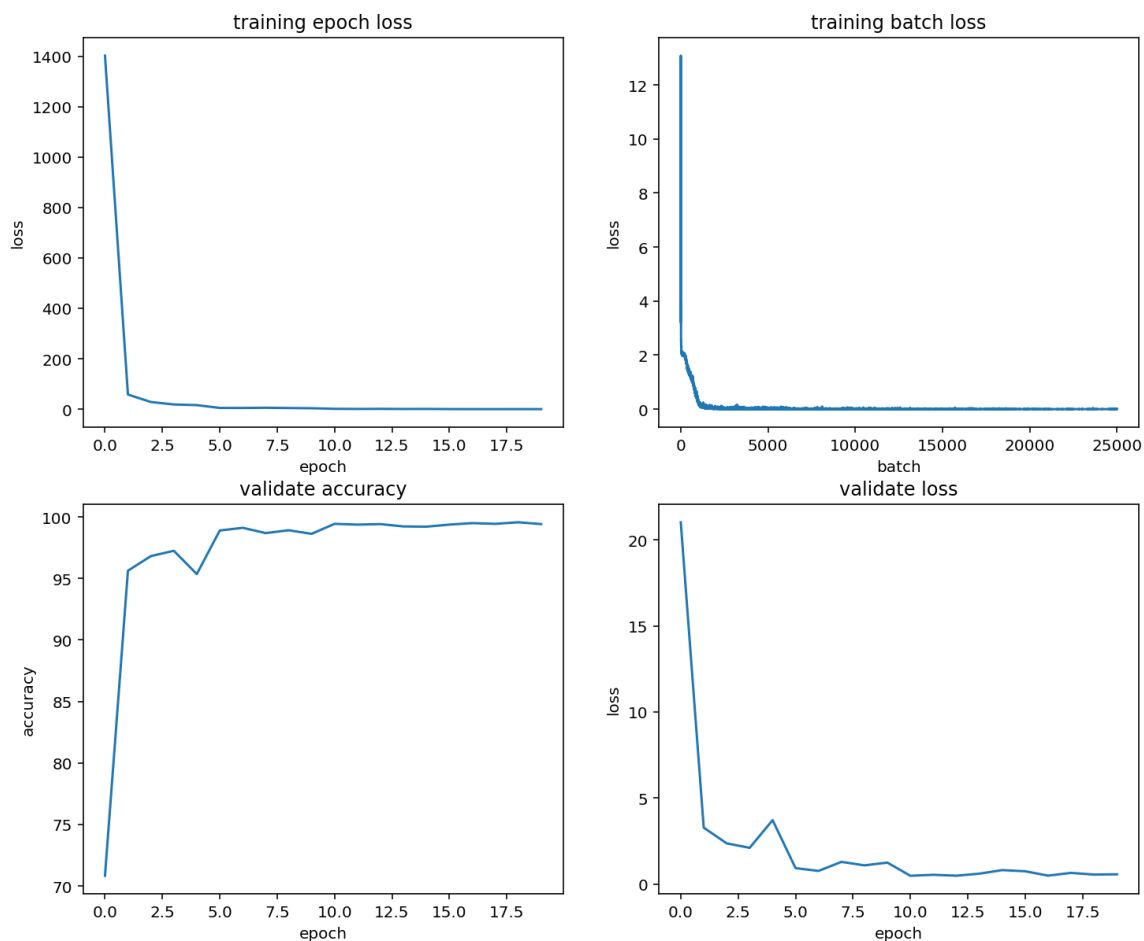 training epoch loss
1400
1200
1000
800
600
400
200
0
loss
0.0 2.5 5.0 7.5 10.0 12.5 15.0 17.5
epoch
training batch loss
12
10
8
6
4
2
0
loss
0 5000 10000 15000 20000 25000
batch
validate accuracy
100
95
90
85
80
75
70
accuracy
0.0 2.5 5.0 7.5 10.0 12.5 15.0 17.5
epoch
validate loss
20
15
10
5
0
loss
0.0 2.5 5.0 7.5 10.0 12.5 15.0 17.5
epoch